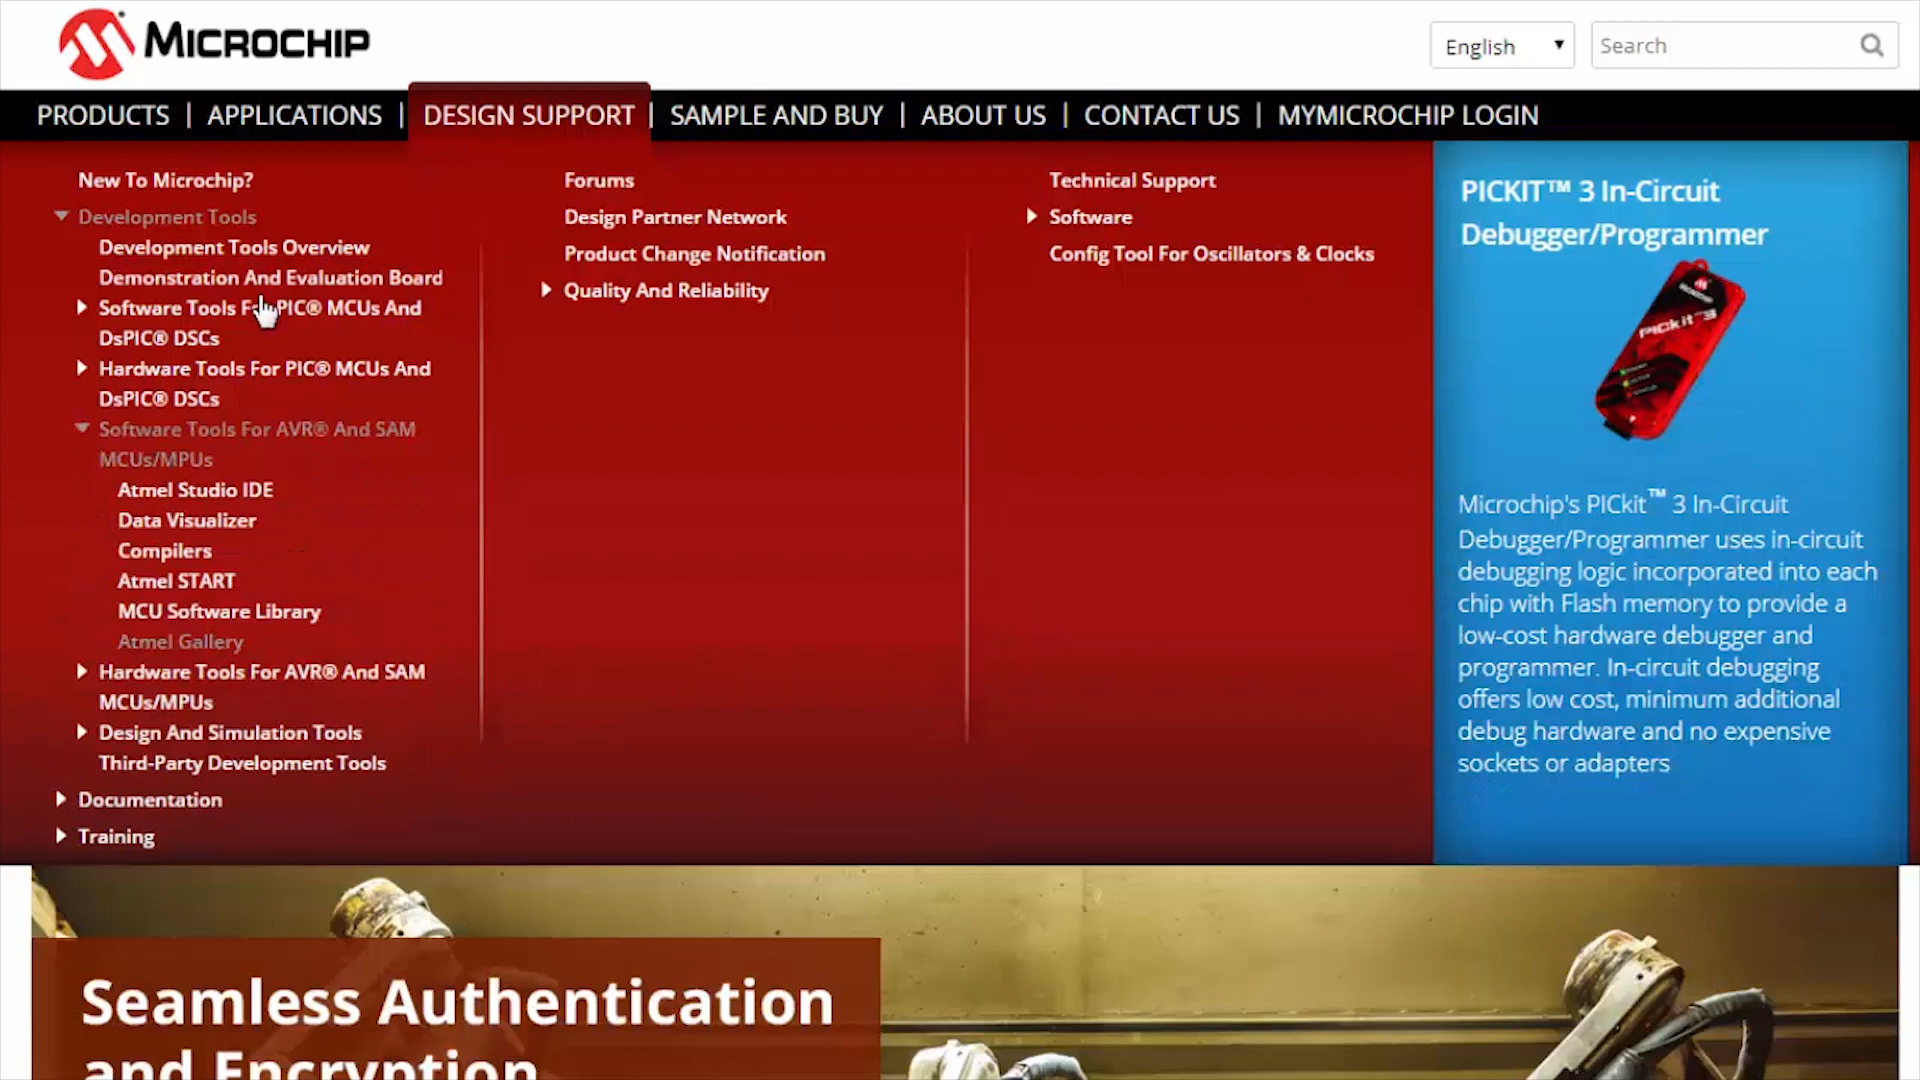 MICROCHIP
English
Search
PRODUCTS | APPLICATIONS | DESIGN SUPPORT | SAMPLE AND BUY | ABOUT US | CONTACT US | MYMICROCHIP LOGIN
New To Microchip?
Development Tools
Development Tools Overview
Demonstration And Evaluation Board
Software Tools For PIC® MCUs And
DsPIC® DSCs
Hardware Tools For PIC® MCUs And
DsPIC® DSCs
Software Tools For AVR® And SAM
MCUs/MPUs
Atmel Studio IDE
Data Visualizer
Compilers
Atmel START
MCU Software Library
Atmel Gallery
Hardware Tools For AVR® And SAM
MCUs/MPUs
Design And Simulation Tools
Third-Party Development Tools
Documentation
Training
Forums
Design Partner Network
Product Change Notification
Quality And Reliability
Technical Support
Software
Config Tool For Oscillators & Clocks
PICKIT™ 3 In-Circuit
Debugger/Programmer
PICkit™ 3
Microchip's PICkit™ 3 In-Circuit
Debugger/Programmer uses in-circuit
debugging logic incorporated into each
chip with Flash memory to provide a
low-cost hardware debugger and
programmer. In-circuit debugging
offers low cost, minimum additional
debug hardware and no expensive
sockets or adapters
Seamless Authentication
and Encryption